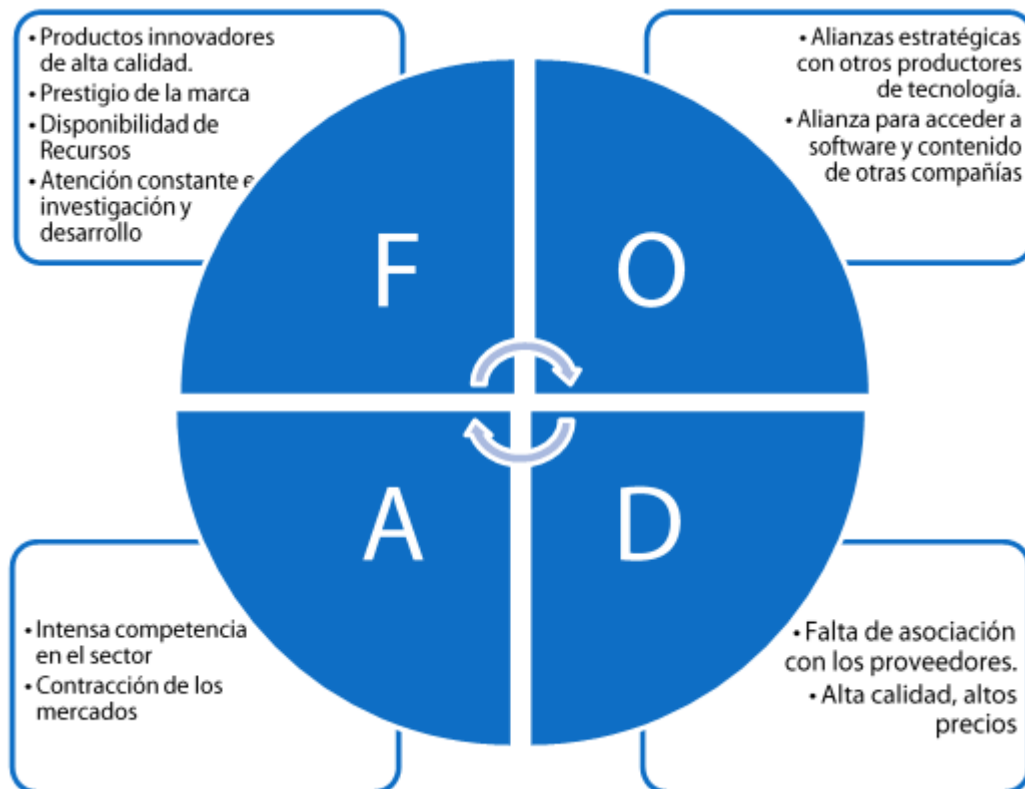 • Productos innovadores
de alta calidad.
• Prestigio de la marca
• Disponibilidad de
Recursos
• Atención constante
investigación y
desarrollo
• Alianzas estratégicas
con otros productores
de tecnología.
• Alianza para acceder a
software y contenido
de otras compañías
F
O
A
D
• Intensa competencia
en el sector
• Contracción de los
mercados
• Falta de asociación
con los proveedores.
• Alta calidad, altos
precios